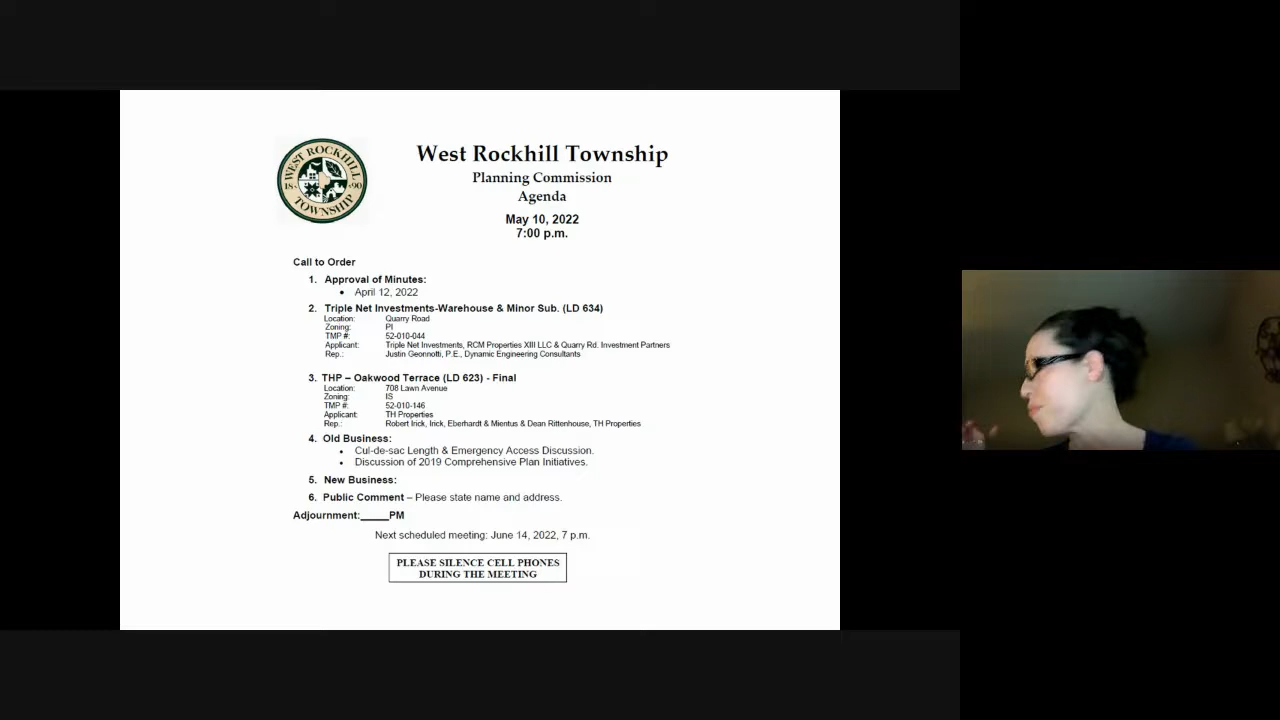 WEST ROCKHILL
18 90
TOWNSHIP
West Rockhill Township
Planning Commission
Agenda
May 10, 2022
7:00 p.m.
Call to Order
1. Approval of Minutes:
• April 12, 2022
2. Triple Net Investments-Warehouse & Minor Sub. (LD 634)
Location: Quarry Road
Zoning: PI
TMP #: 52-010-044
Applicant: Triple Net Investments, RCM Properties XIII LLC & Quarry Rd. Investment Partners
Rep.: Justin Geonnotti, P.E., Dynamic Engineering Consultants
3. THP – Oakwood Terrace (LD 623) - Final
Location: 708 Lawn Avenue
Zoning: IS
TMP #: 52-010-146
Applicant: TH Properties
Rep.: Robert Irick, Irick, Eberhardt & Mientus & Dean Rittenhouse, TH Properties
4. Old Business:
• Cul-de-sac Length & Emergency Access Discussion.
• Discussion of 2019 Comprehensive Plan Initiatives.
5. New Business:
6. Public Comment – Please state name and address.
Adjournment:_____PM
Next scheduled meeting: June 14, 2022, 7 p.m.
PLEASE SILENCE CELL PHONES
DURING THE MEETING